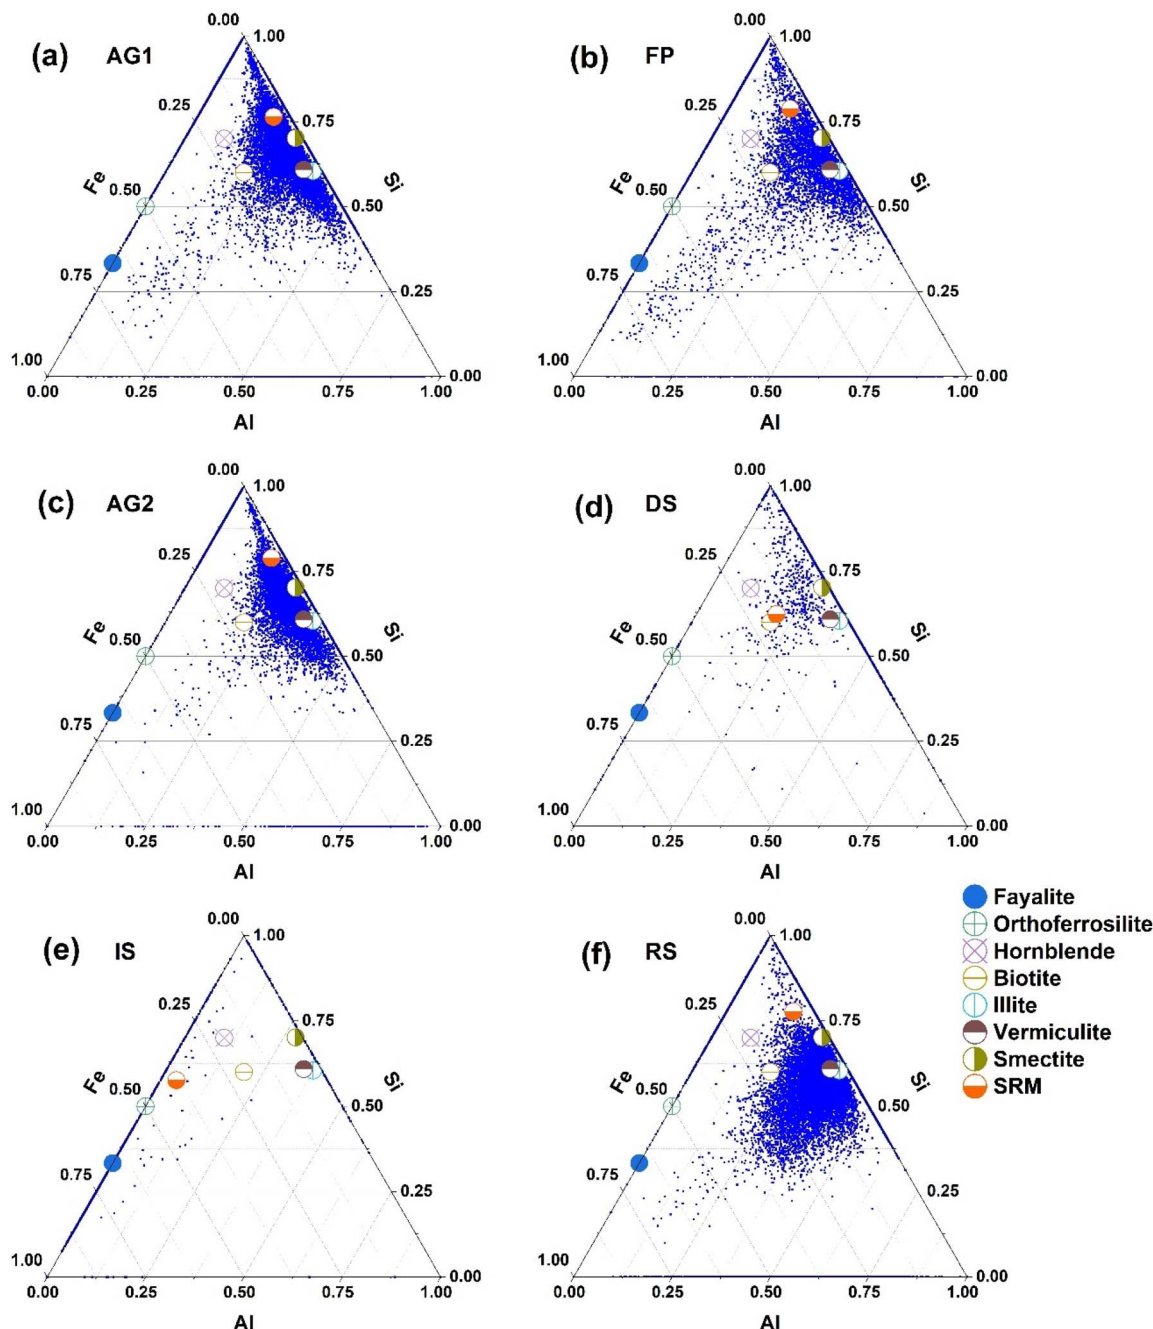 0.00 0.00
(a) AG1 1.00 (b) FP 1.00
0.25 0.75 0.25 0.75
Fe Si Fe Si
0.50 0.50 0.50 0.50
0.75 0.25 0.75 0.25
1.00 0.00 1.00 0.00
0.00 0.25 0.50 0.75 1.00 0.00 0.25 0.50 0.75 1.00
Al Al
0.00 0.00
(c) AG2 1.00 (d) DS 1.00
0.25 0.75 0.25 0.75
Fe Si Fe Si
0.50 0.50 0.50 0.50
0.75 0.25 0.75 0.25
1.00 0.00 1.00 0.00
0.00 0.25 0.50 0.75 1.00 0.00 0.25 0.50 0.75 1.00
Al Al
0.00 0.00
(e) IS 1.00 (f) RS 1.00
0.25 0.75 0.25 0.75
Fe Si Fe Si
0.50 0.50 0.50 0.50
0.75 0.25 0.75 0.25
1.00 0.00 1.00 0.00
0.00 0.25 0.50 0.75 1.00 0.00 0.25 0.50 0.75 1.00
Al Al
Fayalite
Orthoferrosilite
Hornblende
Biotite
Illite
Vermiculite
Smectite
SRM